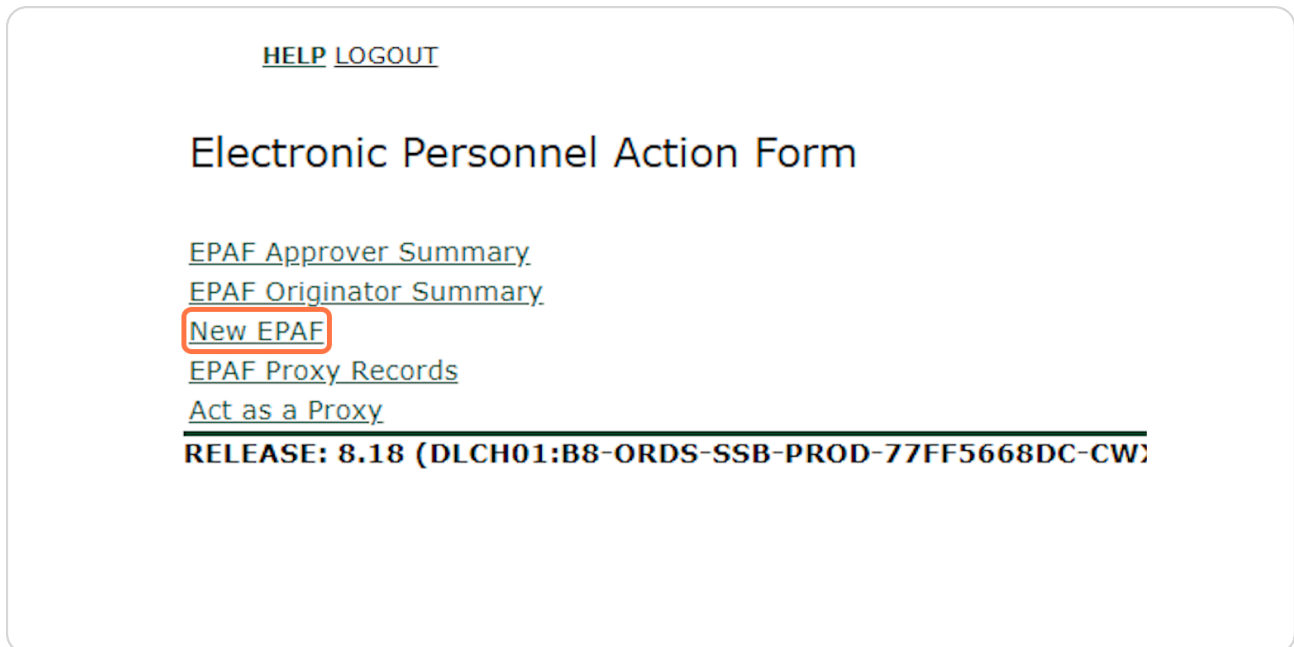 HELP LOGOUT
Electronic Personnel Action Form
EPAF Approver Summary
EPAF Originator Summary
New EPAF
EPAF Proxy Records
Act as a Proxy
RELEASE: 8.18 (DLCH01:B8-ORDS-SSB-PROD-77FF5668DC-CW